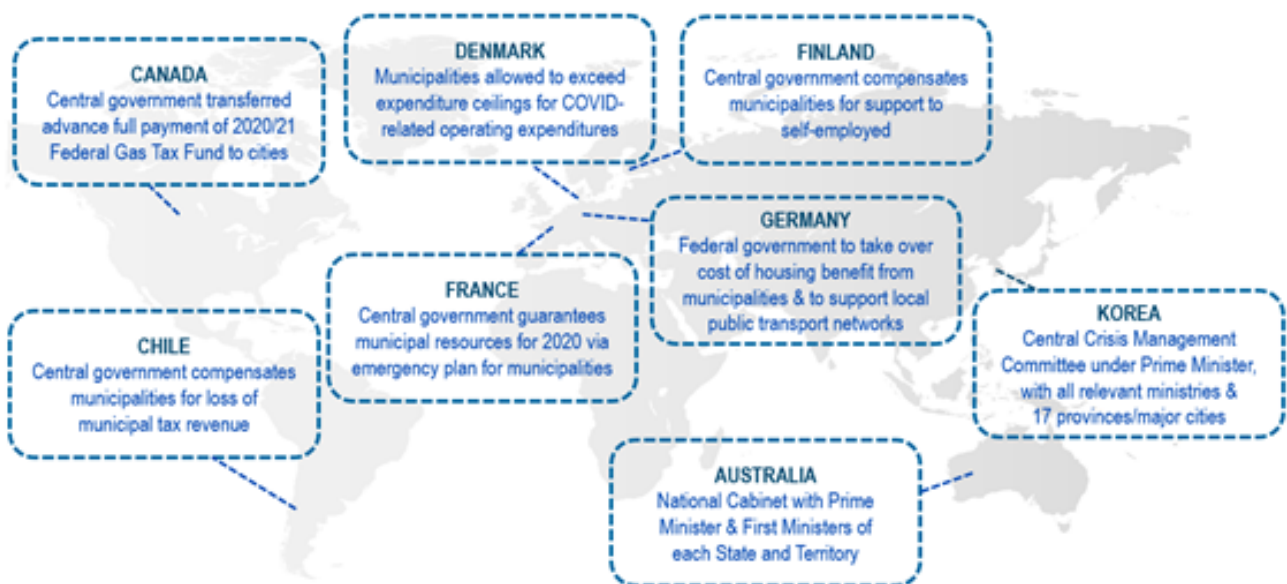 CANADA
Central government transferred
advance full payment of 2020/21
Federal Gas Tax Fund to cities
DENMARK
Municipalities allowed to exceed
expenditure ceilings for COVID-
related operating expenditures
FINLAND
Central government compensates
municipalities for support to
self-employed
GERMANY
Federal government to take over
cost of housing benefit from
municipalities & to support local
public transport networks
FRANCE
Central government guarantees
municipal resources for 2020 via
emergency plan for municipalities
KOREA
Central Crisis Management
Committee under Prime Minister,
with all relevant ministries &
17 provinces/major cities
CHILE
Central government compensates
municipalities for loss of
municipal tax revenue
AUSTRALIA
National Cabinet with Prime
Minister & First Ministers of
each State and Territory